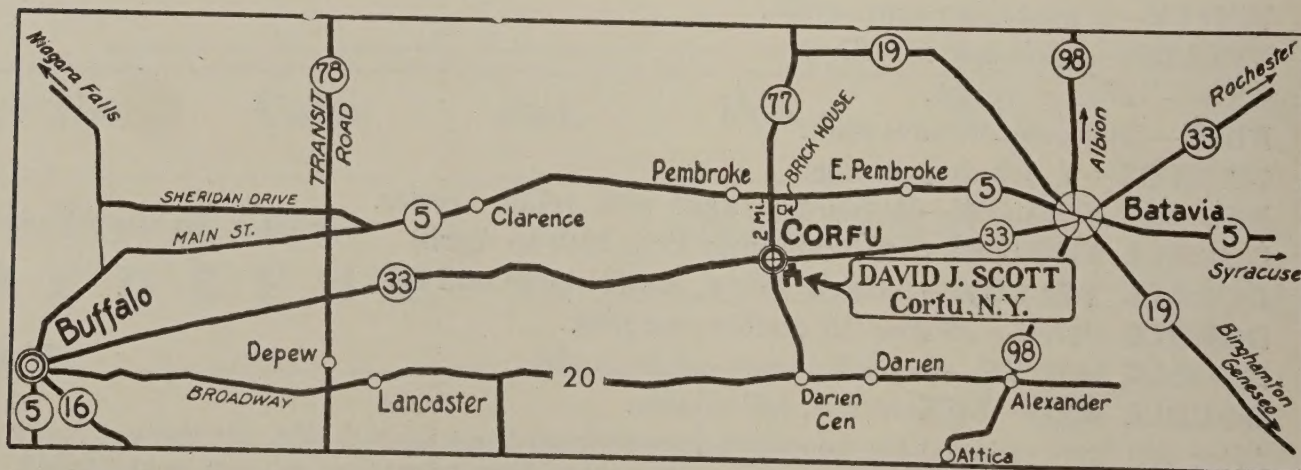 Niagara Falls
78
TRANSIT
ROAD
19
98
Rochester
77
BRICK HOUSE
Albion
33
Pembroke
E. Pembroke
5
SHERIDAN DRIVE
5
Clarence
MAIN ST.
2 Mi.
CORFU
33
Batavia
5
Syracuse
33
DAVID J. SCOTT
Corfu, N.Y.
Buffalo
19
Depew
98
Binghamton
Geneseo
BROADWAY
20
Darien
Lancaster
Darien
Cen
Alexander
5
16
Attica